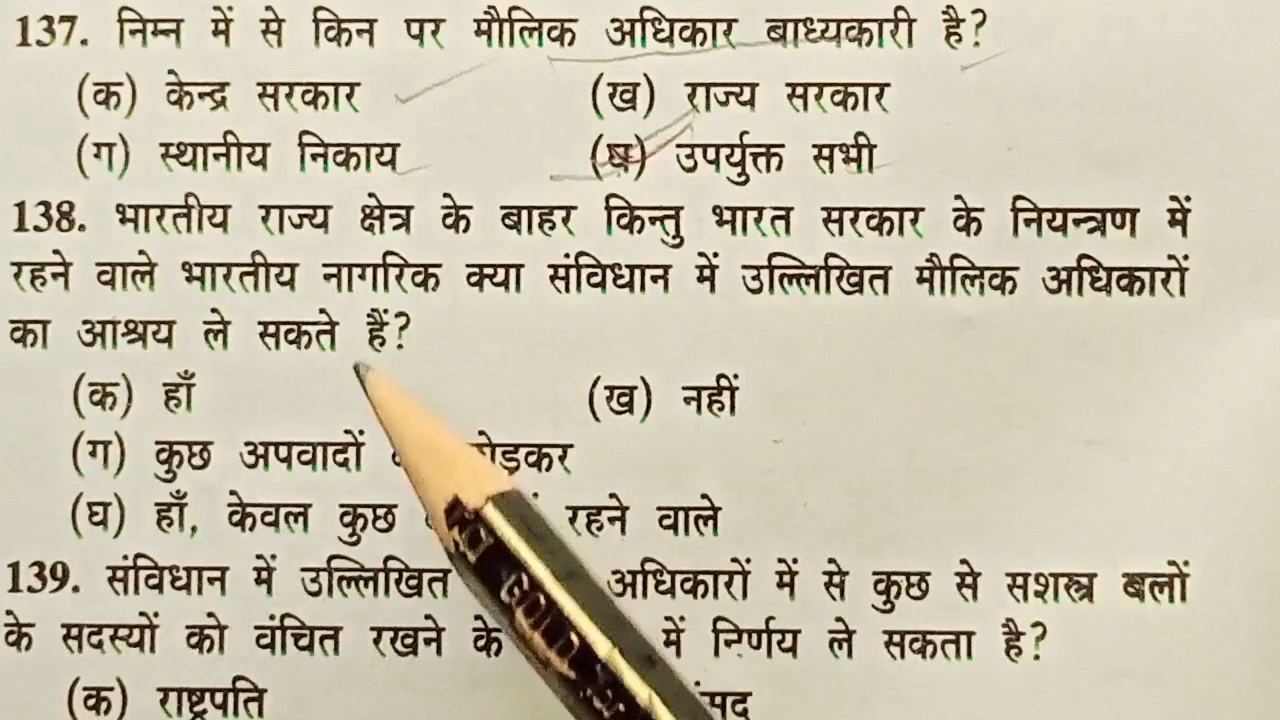 137. निम्न में से किन पर मौलिक अधिकार बाध्यकारी है?
(क) केन्द्र सरकार (ख) राज्य सरकार
(ग) स्थानीय निकाय (घ) उपर्युक्त सभी
138. भारतीय राज्य क्षेत्र के बाहर किन्तु भारत सरकार के नियन्त्रण में
रहने वाले भारतीय नागरिक क्या संविधान में उल्लिखित मौलिक अधिकारों
का आश्रय ले सकते हैं?
(क) हाँ (ख) नहीं
(ग) कुछ अपवादों
(घ) हाँ, केवल कुछ रहने वाले
139. संविधान में उल्लिखित अधिकारों में से कुछ से सशस्त्र बलों
के सदस्यों को वंचित रखने के में निर्णय ले सकता है?
(क) राष्ट्रपति
GOLD